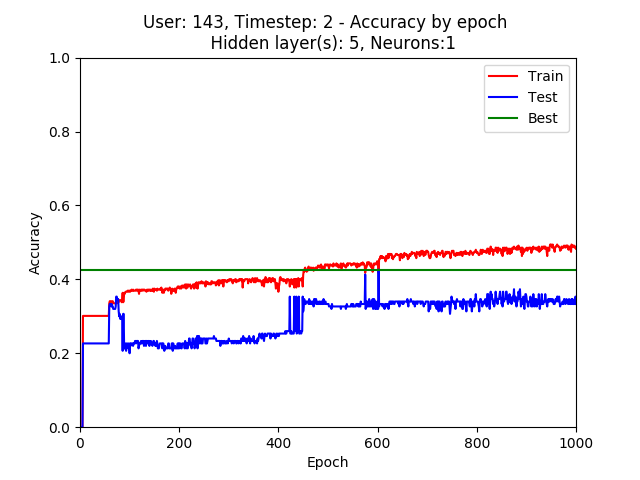 User: 143, Timestep: 2 - Accuracy by epoch
Hidden layer(s): 5, Neurons:1
1.0
0.8
0.6
0.4
0.2
0.0
Accuracy
Train
Test
Best
0 200 400 600 800 1000
Epoch